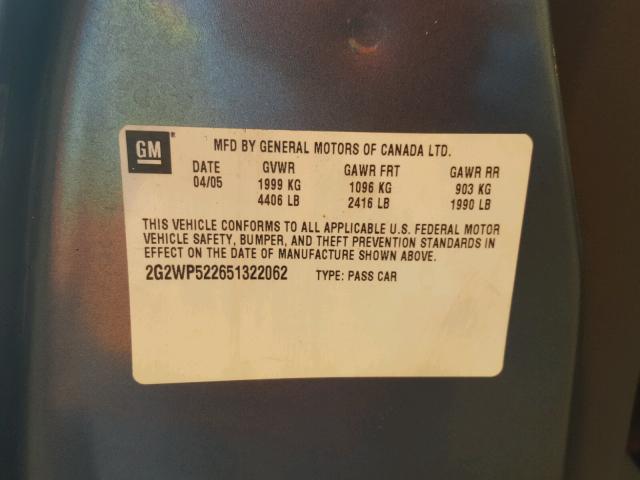 GM
MFD BY GENERAL MOTORS OF CANADA LTD.
DATE GVWR GAWR FRT GAWR RR
04/05 1999 KG 1096 KG 903 KG
4406 LB 2416 LB 1990 LB
THIS VEHICLE CONFORMS TO ALL APPLICABLE U.S. FEDERAL MOTOR
VEHICLE SAFETY, BUMPER, AND THEFT PREVENTION STANDARDS IN
EFFECT ON THE DATE OF MANUFACTURE SHOWN ABOVE.
2G2WP522651322062 TYPE: PASS CAR